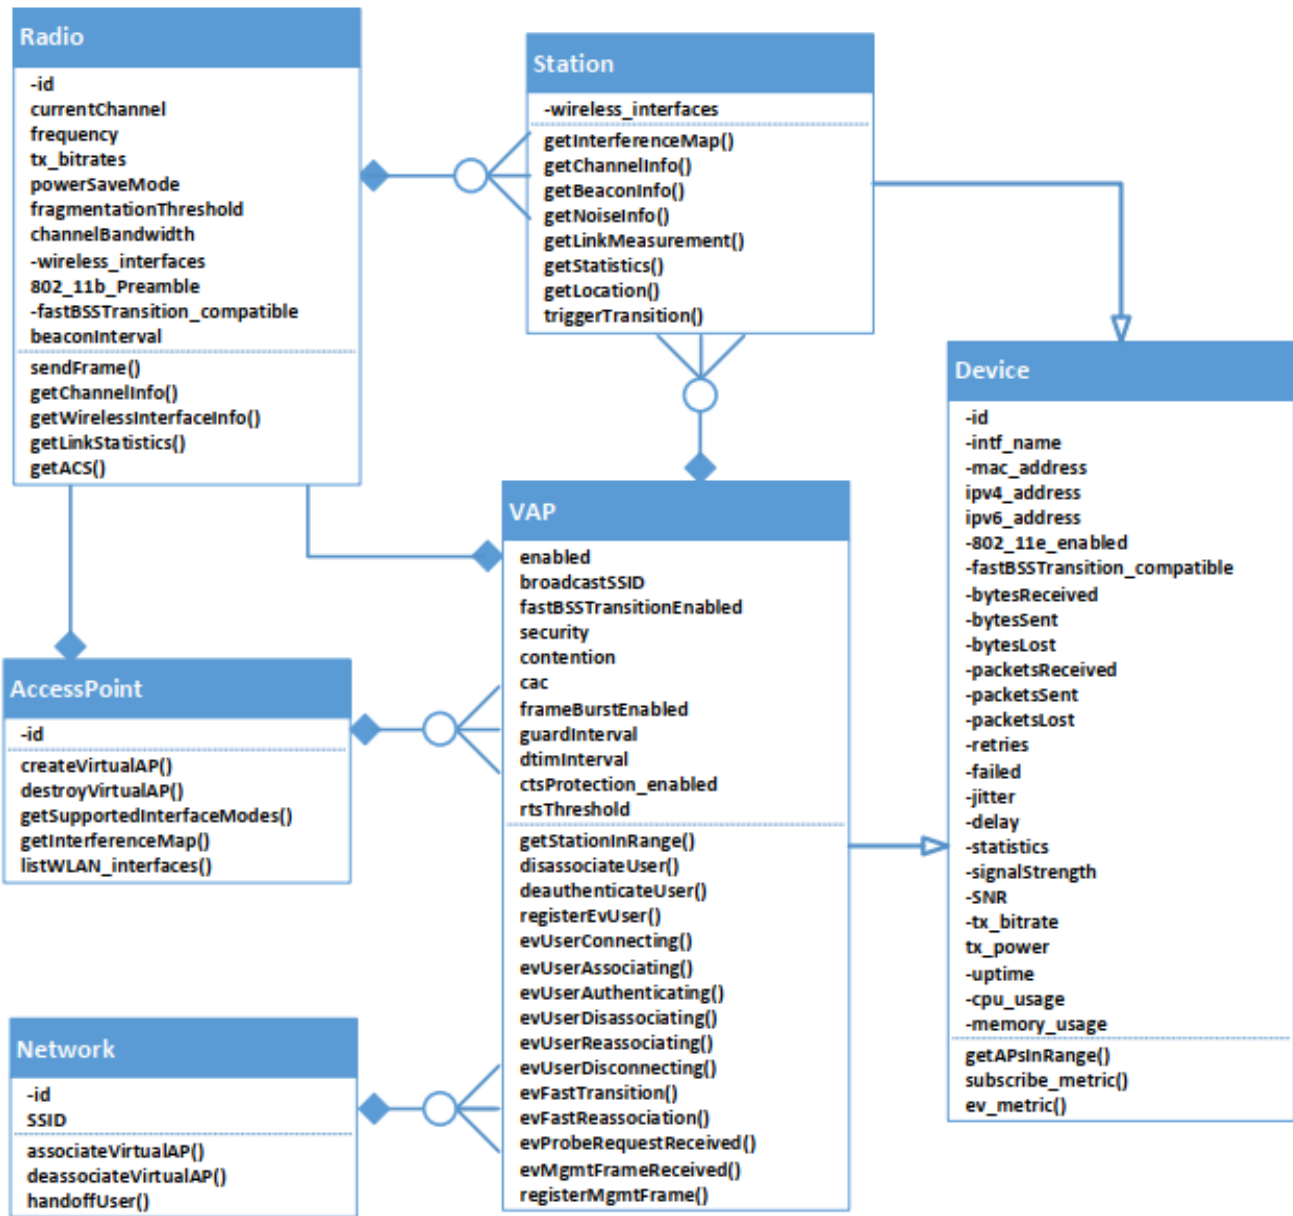 Radio
-id
currentChannel
frequency
tx_bitrates
powerSaveMode
fragmentationThreshold
channelBandwidth
-wireless_interfaces
802_11b_Preamble
-fastBSSTransition_compatible
beaconInterval
sendFrame()
getChannelInfo()
getWirelessInterfaceInfo()
getLinkStatistics()
getACS()
Station
-wireless_interfaces
getInterferenceMap()
getChannelInfo()
getBeaconInfo()
getNoiseInfo()
getLinkMeasurement()
getStatistics()
getLocation()
triggerTransition()
Device
-id
-intf_name
-mac_address
ipv4_address
ipv6_address
-802_11e_enabled
-fastBSSTransition_compatible
-bytesReceived
-bytesSent
-bytesLost
-packetsReceived
-packetsSent
-packetsLost
-retries
-failed
-jitter
-delay
-statistics
-signalStrength
-SNR
-tx_bitrate
tx_power
-uptime
-cpu_usage
-memory_usage
getAPsInRange()
subscribe_metric()
ev_metric()
VAP
enabled
broadcastSSID
fastBSSTransitionEnabled
security
contention
cac
frameBurstEnabled
guardInterval
dtimInterval
ctsProtection_enabled
rtsThreshold
getStationInRange()
disassociateUser()
deauthenticateUser()
registerEvUser()
evUserConnecting()
evUserAssociating()
evUserAuthenticating()
evUserDisassociating()
evUserReassociating()
evUserDisconnecting()
evFastTransition()
evFastReassociation()
evProbeRequestReceived()
evMgmtFrameReceived()
registerMgmtFrame()
AccessPoint
-id
createVirtualAP()
destroyVirtualAP()
getSupportedInterfaceModes()
getInterferenceMap()
listWLAN_interfaces()
Network
-id
SSID
associateVirtualAP()
deassociateVirtualAP()
handoffUser()